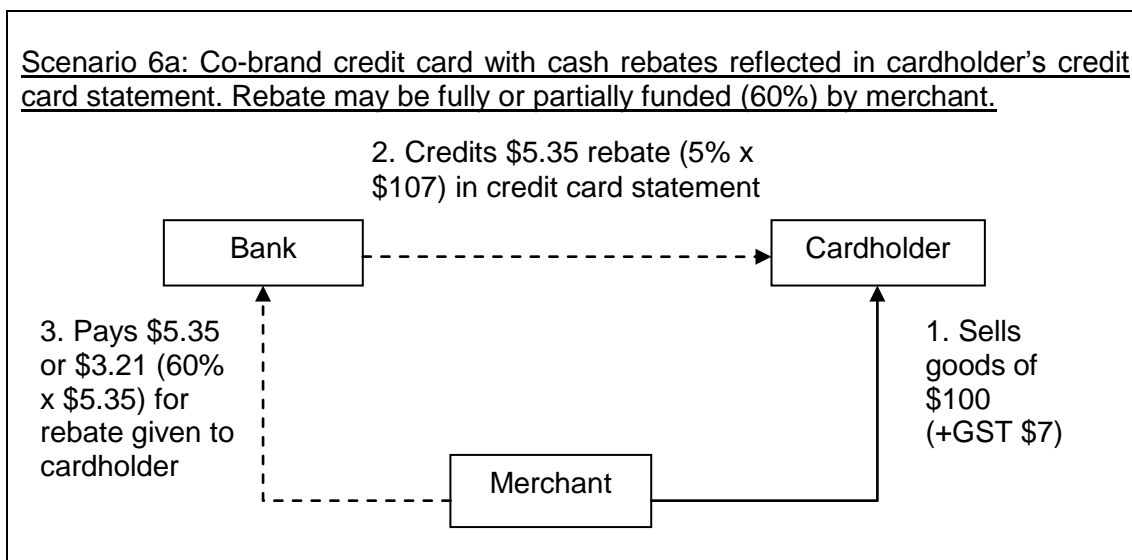 Scenario 6a: Co-brand credit card with cash rebates reflected in cardholder’s credit
card statement. Rebate may be fully or partially funded (60%) by merchant.
2. Credits $5.35 rebate (5% x
$107) in credit card statement
Bank
Cardholder
3. Pays $5.35
or $3.21 (60%
x $5.35) for
rebate given to
cardholder
1. Sells
goods of
$100
(+GST $7)
Merchant